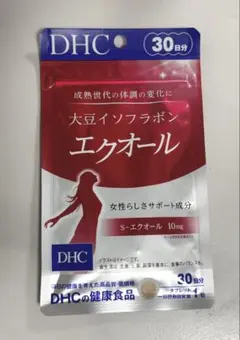 DHC
30日分
成熟世代の体調の変化に
大豆イソフラボン
エクオール
女性らしさサポート成分
S-エクオール 10mg
DHC
30日分
DHCの健康食品